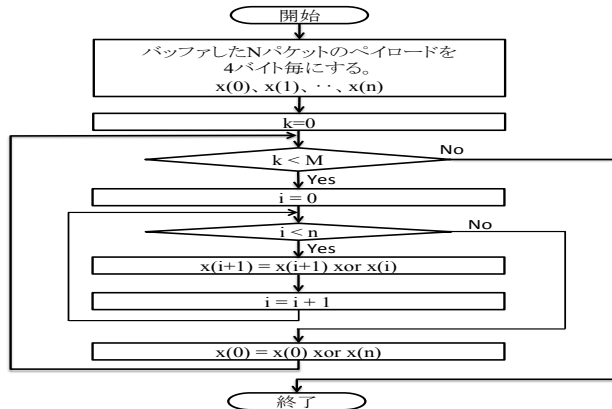 開始
バッファしたNパケットのペイロードを
4バイト毎にする。
x(0)、x(1)、‥、x(n)
k=0
k < M
No
Yes
i = 0
i < n
No
Yes
x(i+1) = x(i+1) xor x(i)
i = i + 1
x(0) = x(0) xor x(n)
終了